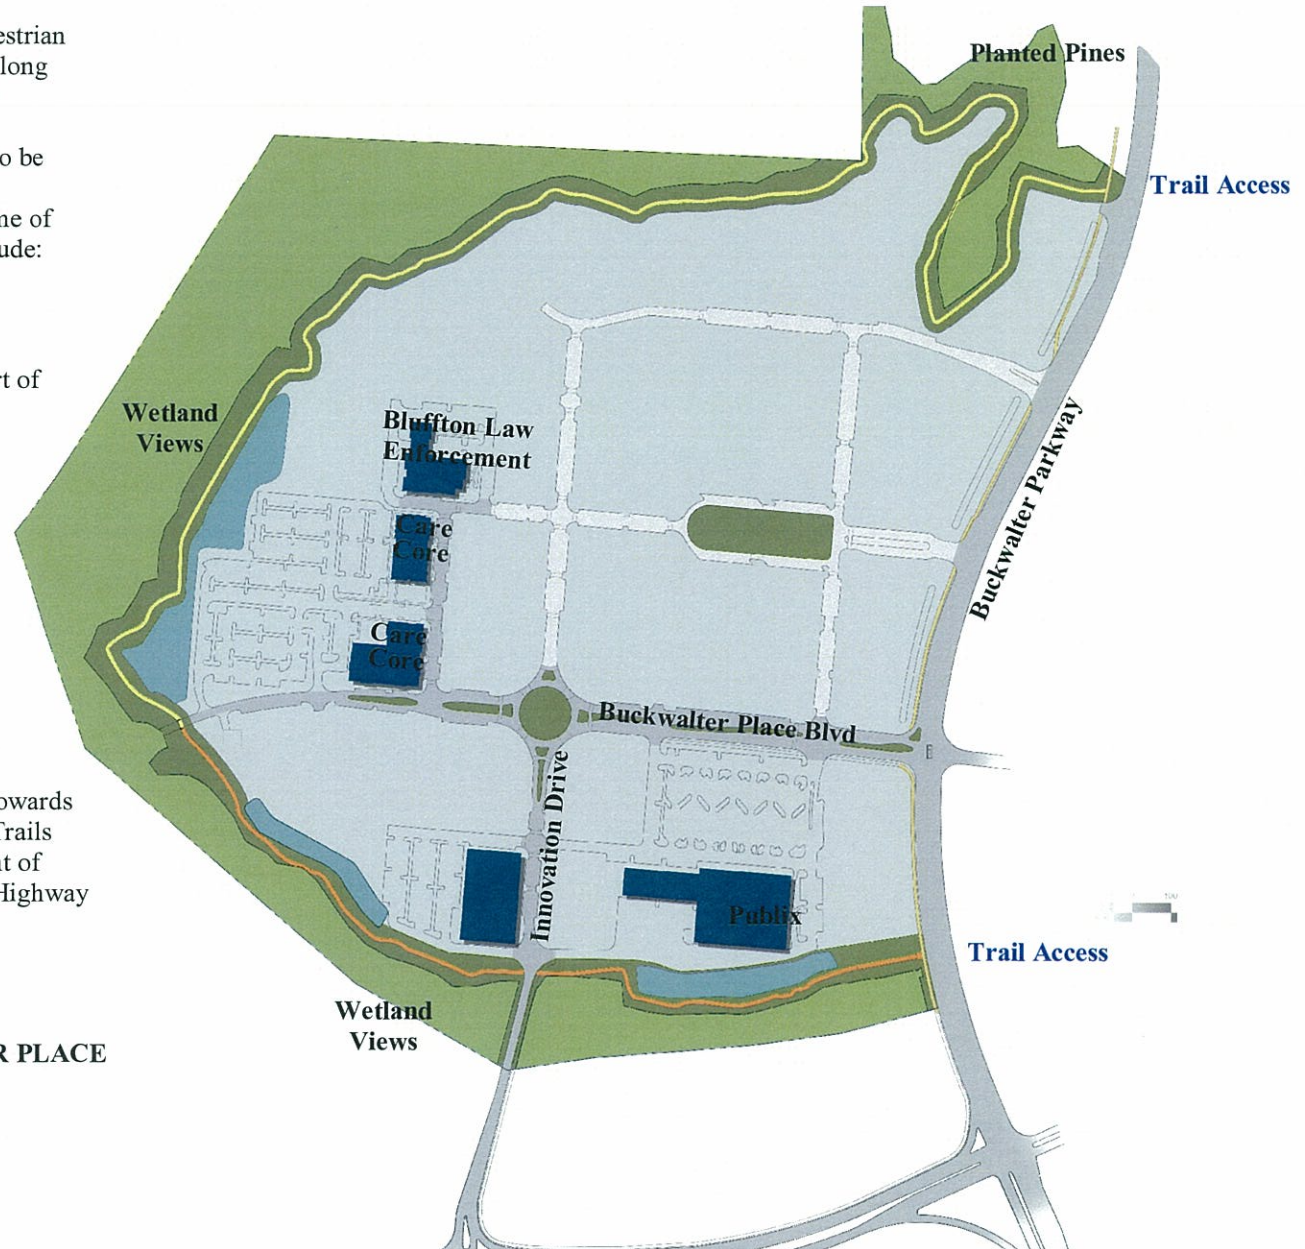 estrian
long
o be
ne of
ude:
rt of
owards
Trails
nt of
Highway
R PLACE
Planted Pines
Trail Access
Wetland
Views
Bluffton Law
Enforcement
Care
Core
Care
Core
Buckwalter Parkway
Buckwalter Place Blvd
Innovation Drive
Publix
Trail Access
Wetland
Views